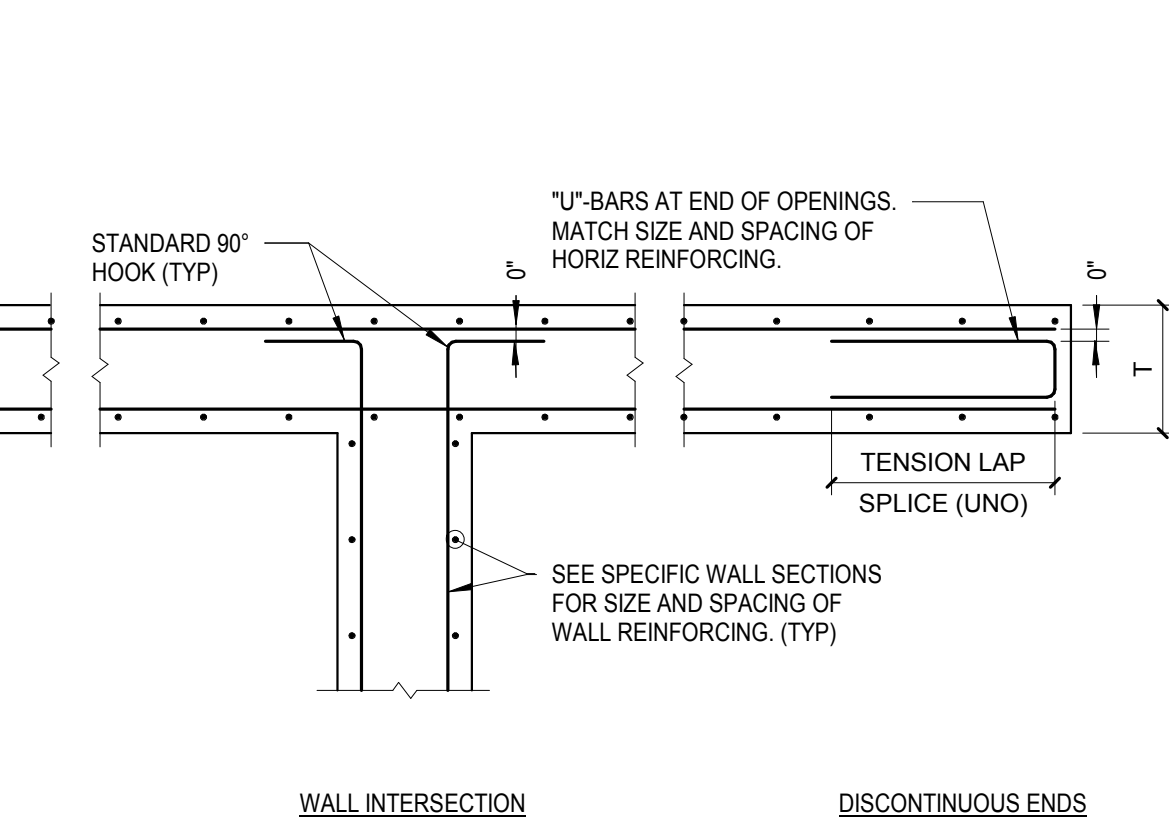 "U"-BARS AT END OF OPENINGS.
MATCH SIZE AND SPACING OF
HORIZ REINFORCING.
STANDARD 90°
HOOK (TYP)
0"
0"
T
TENSION LAP
SPLICE (UNO)
SEE SPECIFIC WALL SECTIONS
FOR SIZE AND SPACING OF
WALL REINFORCING. (TYP)
WALL INTERSECTION
DISCONTINUOUS ENDS